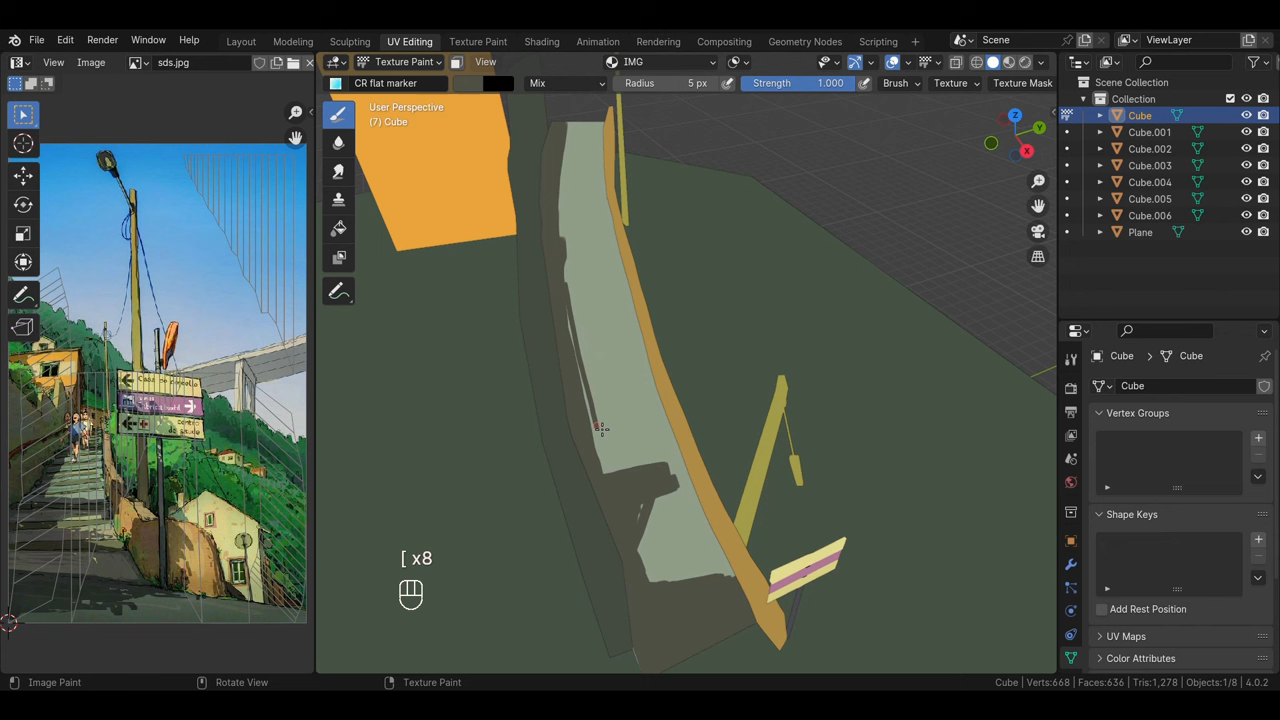 File Edit Render Window Help
Layout Modeling Sculpting UV Editing Texture Paint Shading Animation Rendering Compositing Geometry Nodes Scripting +
Scene ViewLayer
View Image sds.jpg
Texture Paint View IMG
CR flat marker Mix Radius 5 px Strength 1.000 Brush Texture Texture Mask
User Perspective
(7) Cube
Z
Y
X
[ x8
centro
Scene Collection
Collection
Cube
Cube.001
Cube.002
Cube.003
Cube.004
Cube.005
Cube.006
Plane
Cube > Cube
Cube
Vertex Groups
Shape Keys
Add Rest Position
UV Maps
Color Attributes
Image Paint Rotate View Texture Paint Cube | Verts:668 | Faces:636 | Tris:1,278 | Objects:1/8 | 4.0.2